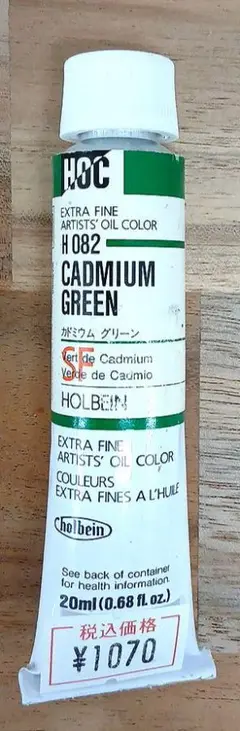 HOC
EXTRA FINE
ARTISTS' OIL COLOR
H 082
CADMIUM
GREEN
カドミウム グリーン
SF
Vert de Cadmium
Verde de Cadmio
HOLBEIN
EXTRA FINE
ARTISTS' OIL COLOR
COULEURS
EXTRA FINES A L'HUILE
holbein
See back of container
for health information.
20ml (0.68 fl. oz.)
税込価格
¥1070